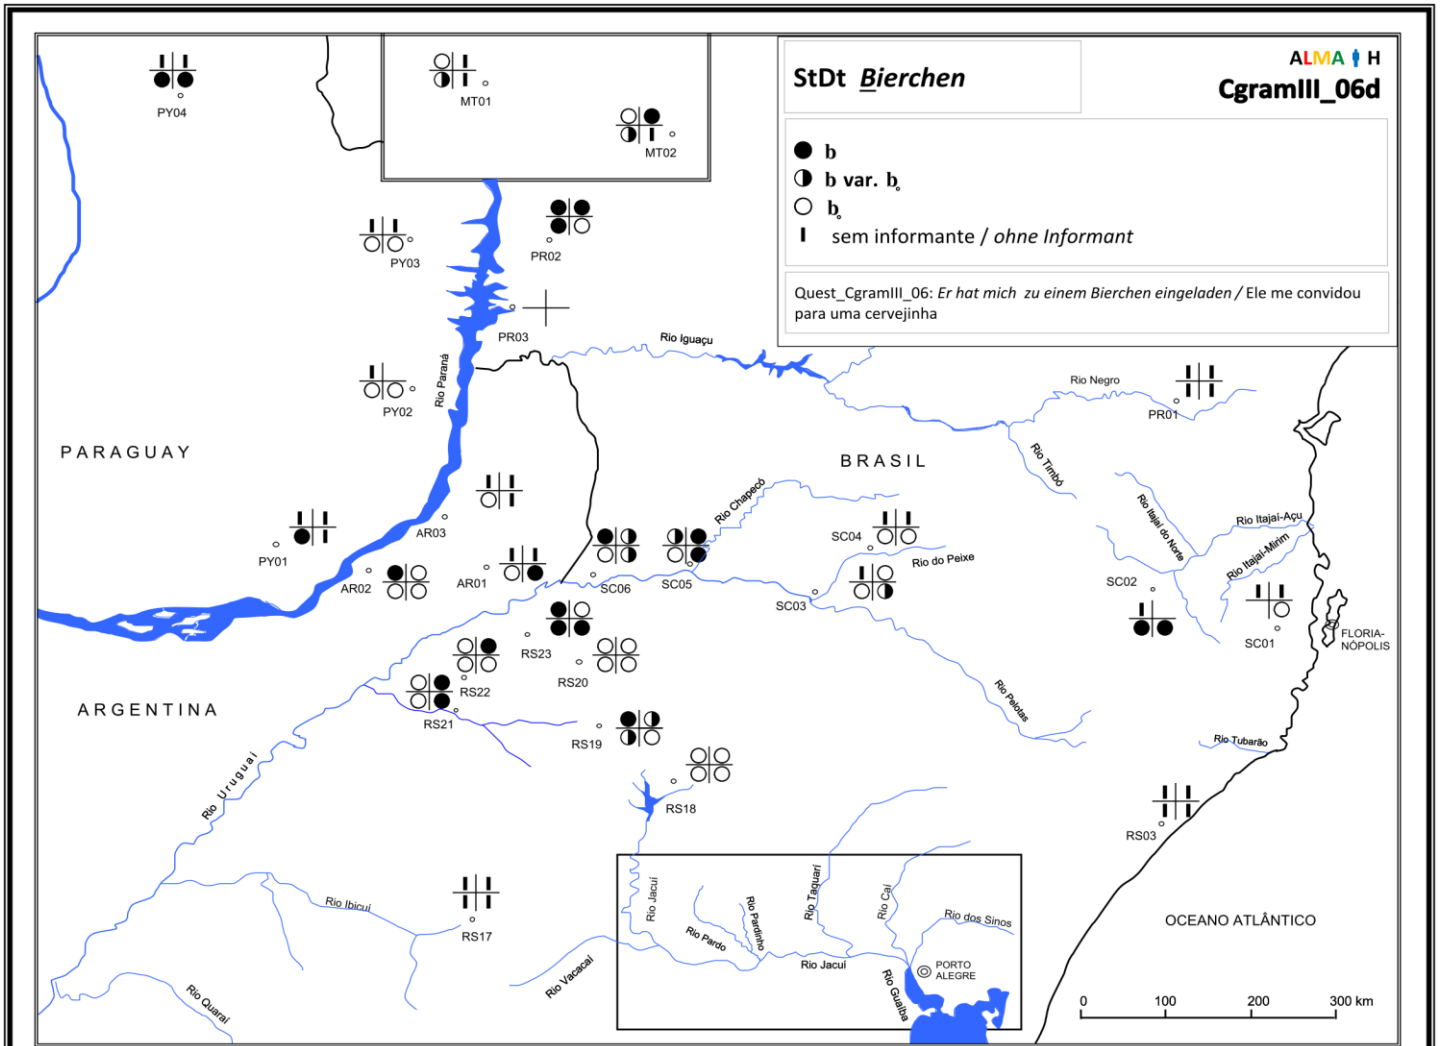 StDt Bierchen
ALMA H
CgramIII_06d
b
b var. b̥
b̥
sem informante / ohne Informant
Quest_CgramIII_06: Er hat mich zu einem Bierchen eingeladen / Ele me convidou
para uma cervejinha
PY04
MT01
MT02
PY03
PR02
PR03
Rio Iguaçu
Rio Paraná
PY02
Rio Negro
PR01
PARAGUAY
BRASIL
Rio Timbó
Rio Chapecó
Rio Itajaí do Norte
Rio Itajaí-Açu
Rio Itajaí-Mirim
AR03
PY01
SC04
Rio do Peixe
AR02
AR01
SC06
SC05
SC03
SC02
SC01
FLORIA-
NÓPOLIS
RS23
RS20
RS22
RS21
ARGENTINA
Rio Pelotas
RS19
Rio Tubarão
Rio Uruguai
RS18
RS03
Rio Ibicuí
RS17
Rio Jacuí
Rio Taquari
Rio Caí
Rio Pardinho
Rio Pardo
Rio dos Sinos
OCEANO ATLÂNTICO
Rio Vacacaí
Rio Jacuí
PORTO
ALEGRE
Rio Guaíba
Rio Quaraí
0 100 200 300 km